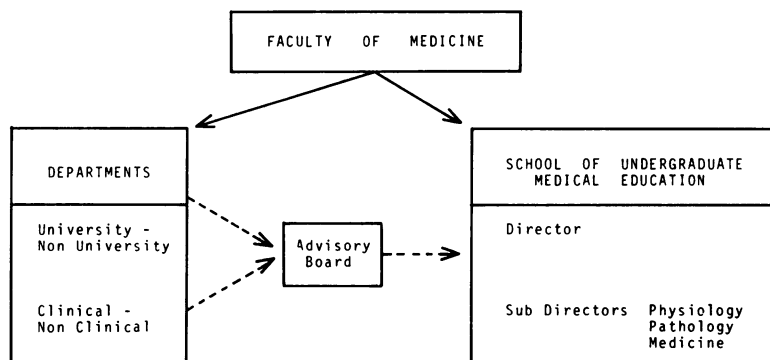 FACULTY OF MEDICINE
DEPARTMENTS
University -
Non University
Clinical -
Non Clinical
Advisory
Board
SCHOOL OF UNDERGRADUATE
MEDICAL EDUCATION
Director
Sub Directors Physiology
Pathology
Medicine